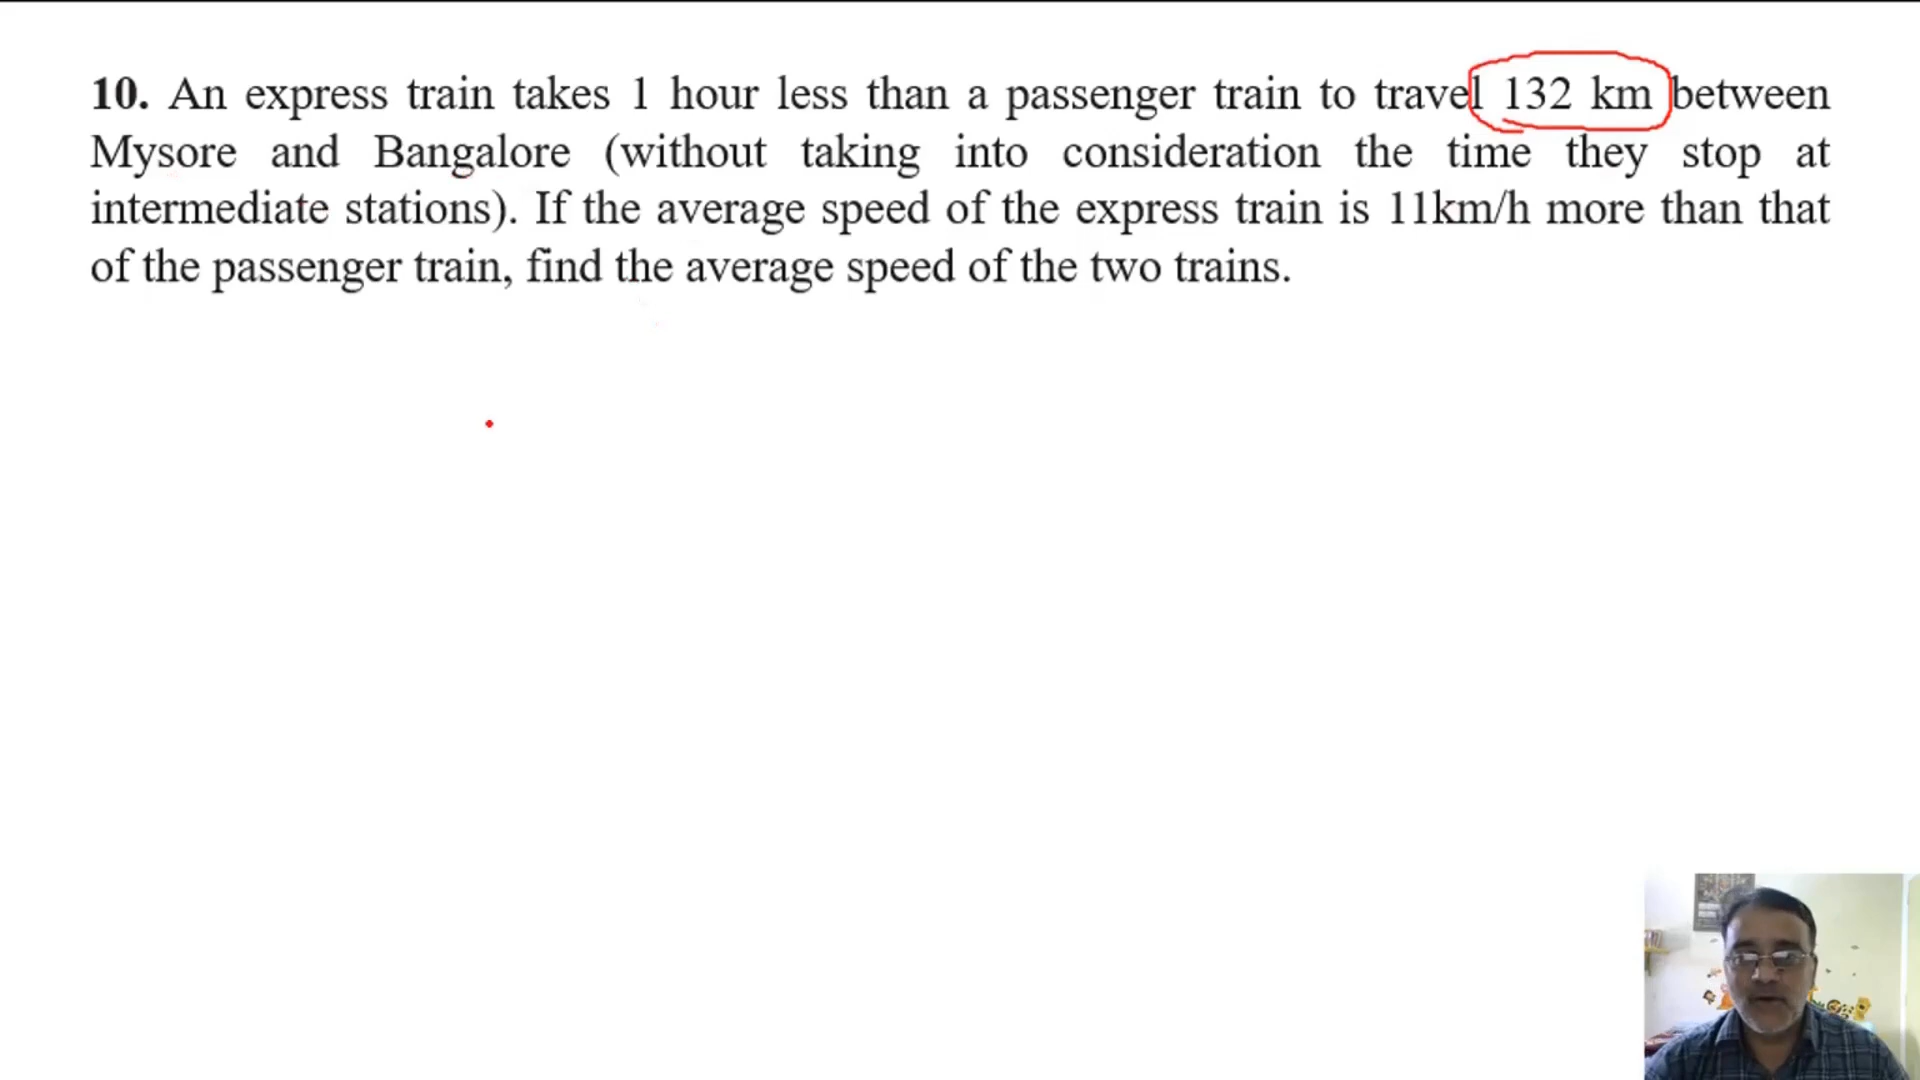 10. An express train takes 1 hour less than a passenger train to travel 132 km between
Mysore and Bangalore (without taking into consideration the time they stop at
intermediate stations). If the average speed of the express train is 11km/h more than that
of the passenger train, find the average speed of the two trains.